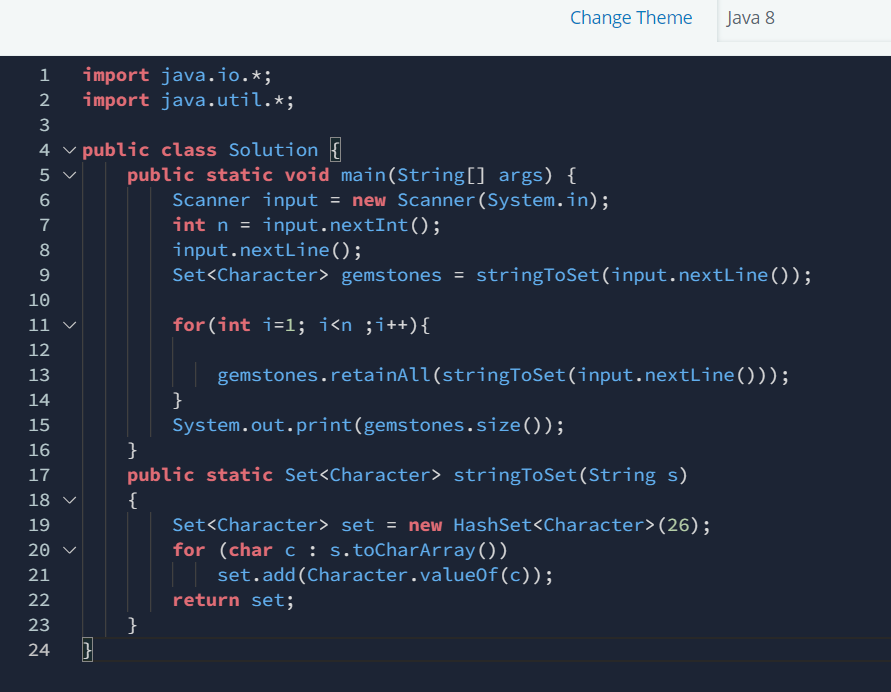 Change Theme Java 8
1 import java.io.*;
2 import java.util.*;
3
4 public class Solution {
5 public static void main(String[] args) {
6 Scanner input = new Scanner(System.in);
7 int n = input.nextInt();
8 input.nextLine();
9 Set<Character> gemstones = stringToSet(input.nextLine());
10
11 for(int i=1; i<n ;i++){
12
13 gemstones.retainAll(stringToSet(input.nextLine()));
14 }
15 System.out.print(gemstones.size());
16 }
17 public static Set<Character> stringToSet(String s)
18 {
19 Set<Character> set = new HashSet<Character>(26);
20 for (char c : s.toCharArray())
21 set.add(Character.valueOf(c));
22 return set;
23 }
24 }